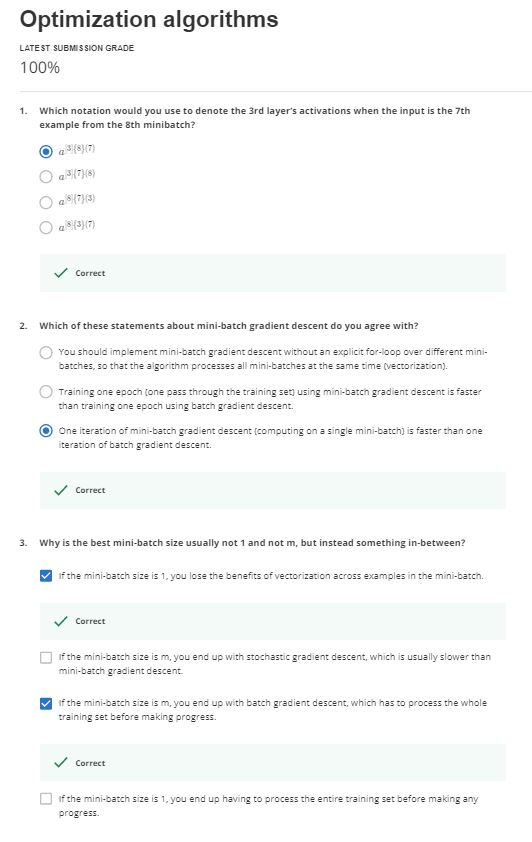 Optimization algorithms
LATEST SUBMISSION GRADE
100%
1. Which notation would you use to denote the 3rd layer's activations when the input is the 7th
example from the 8th minibatch?
a[3]{8}(7)
a[3]{7}(8)
a[8]{7}(3)
a[8]{3}(7)
Correct
2. Which of these statements about mini-batch gradient descent do you agree with?
You should implement mini-batch gradient descent without an explicit for-loop over different mini-
batches, so that the algorithm processes all mini-batches at the same time (vectorization).
Training one epoch (one pass through the training set) using mini-batch gradient descent is faster
than training one epoch using batch gradient descent.
One iteration of mini-batch gradient descent (computing on a single mini-batch) is faster than one
iteration of batch gradient descent.
Correct
3. Why is the best mini-batch size usually not 1 and not m, but instead something in-between?
If the mini-batch size is 1, you lose the benefits of vectorization across examples in the mini-batch.
Correct
If the mini-batch size is m, you end up with stochastic gradient descent, which is usually slower than
mini-batch gradient descent.
If the mini-batch size is m, you end up with batch gradient descent, which has to process the whole
training set before making progress.
Correct
If the mini-batch size is 1, you end up having to process the entire training set before making any
progress.